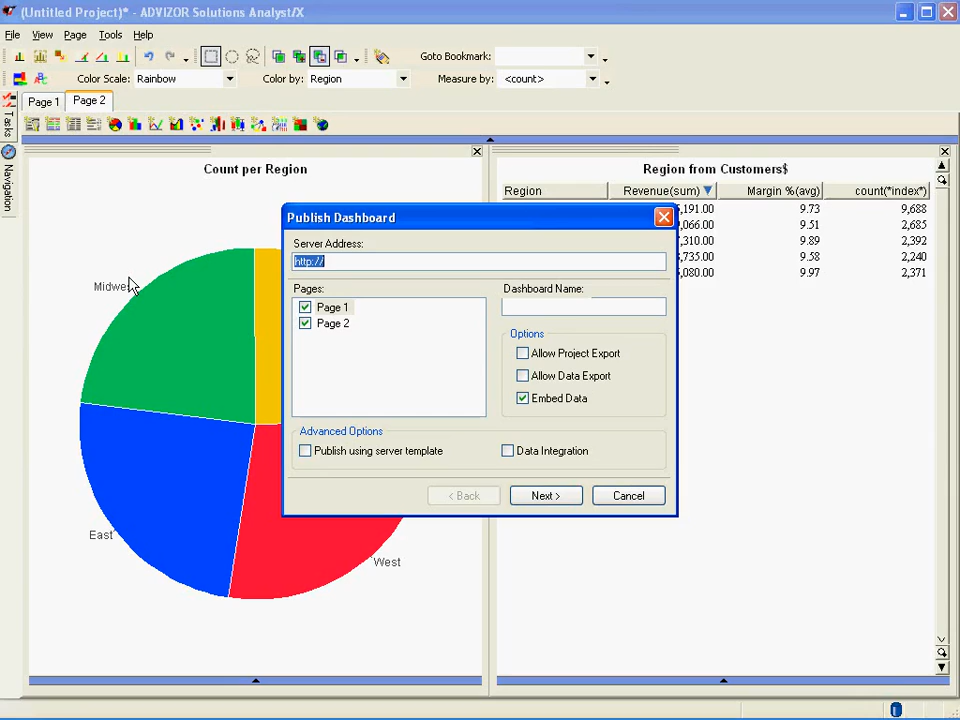 (Untitled Project)* - ADVIZOR Solutions Analyst/X
File View Page Tools Help
Goto Bookmark:
Color Scale: Rainbow Color by: Region Measure by: <count>
Page 1 Page 2
Tasks
Navigation
Count per Region
Midwe
East
West
Region from Customers$
Region Revenue(sum) Margin %(avg) count(*index*)
,191.00 9.73 9,688
,066.00 9.51 2,685
,310.00 9.89 2,392
,735.00 9.58 2,240
,080.00 9.97 2,371
Publish Dashboard
Server Address:
http://
Pages:
Page 1
Page 2
Dashboard Name:
Options
Allow Project Export
Allow Data Export
Embed Data
Advanced Options
Publish using server template
Data Integration
< Back Next > Cancel